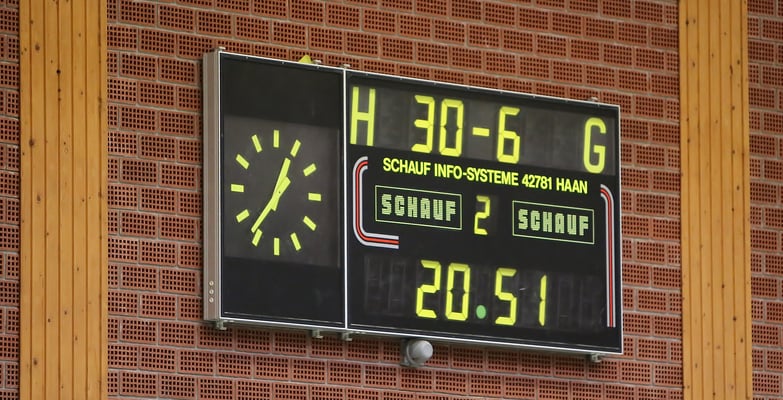 H 30-6 G
SCHAUF INFO-SYSTEME 42781 HAAN
SCHAUF 2 SCHAUF
20.51